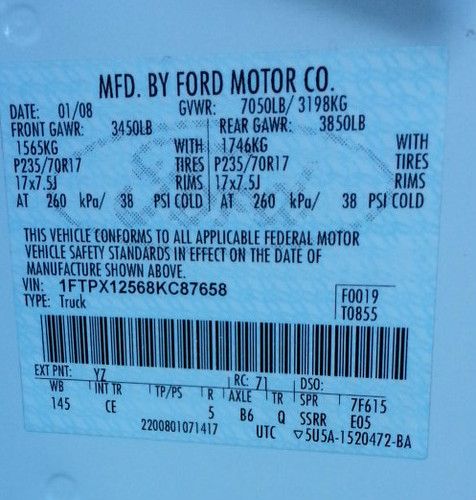 MFD. BY FORD MOTOR CO.
DATE: 01/08 GVWR: 7050LB/ 3198KG
FRONT GAWR: 3450LB REAR GAWR: 3850LB
1565KG 1746KG WITH
P235/70R17 TIRES P235/70R17 TIRES
17x7.5J RIMS 17x7.5J RIMS
AT 260 kPa/ 38 PSI COLD AT 260 kPa/ 38 PSI COLD
THIS VEHICLE CONFORMS TO ALL APPLICABLE FEDERAL MOTOR
VEHICLE SAFETY STANDARDS IN EFFECT ON THE DATE OF
MANUFACTURE SHOWN ABOVE.
VIN: 1FTPX12568KC87658
TYPE: Truck
F0019
T0855
EXT PNT: YZ RC: 71 DSO:
WB INT TR TP/PS R AXLE TR SPR 7F615
145 CE 5 B6 Q SSRR E05
2200801071417 UTC ▽5U5A-1520472-BA